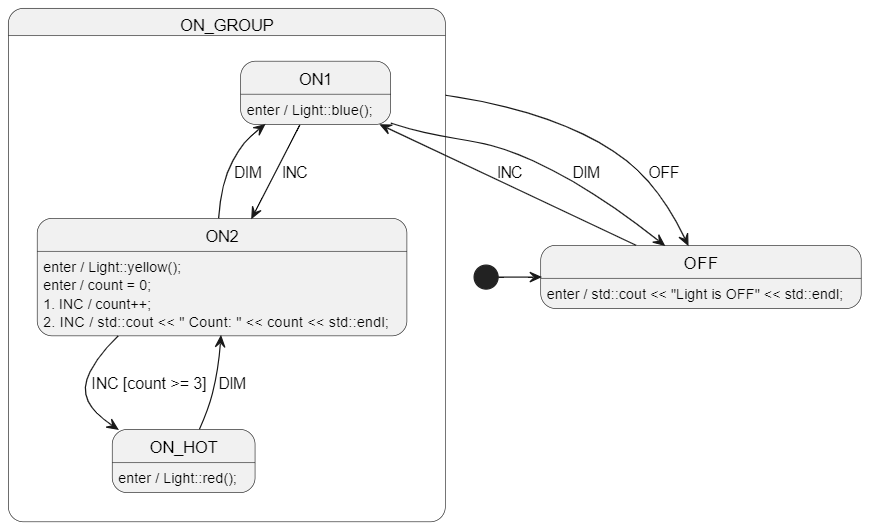 ON_GROUP
ON1
enter / Light::blue();
DIM
INC
INC
DIM
OFF
ON2
enter / Light::yellow();
enter / count = 0;
1. INC / count++;
2. INC / std::cout << " Count: " << count << std::endl;
OFF
enter / std::cout << "Light is OFF" << std::endl;
INC [count >= 3]
DIM
ON_HOT
enter / Light::red();